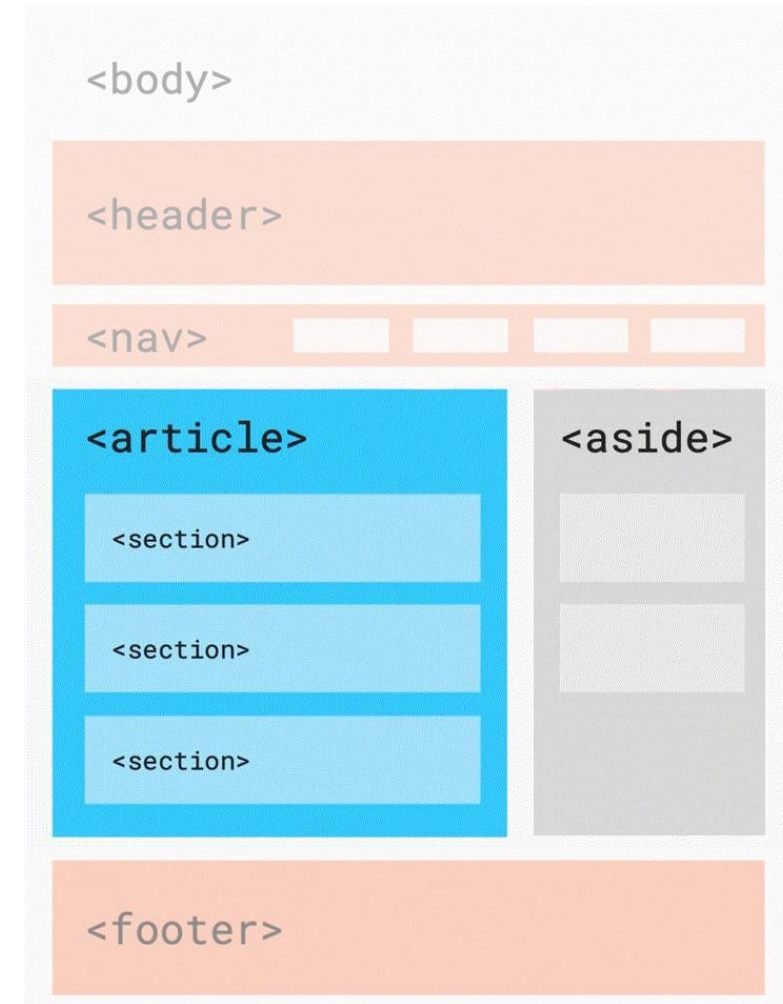 <body>
<header>
<nav>
<article>
<aside>
<section>
<section>
<section>
<footer>